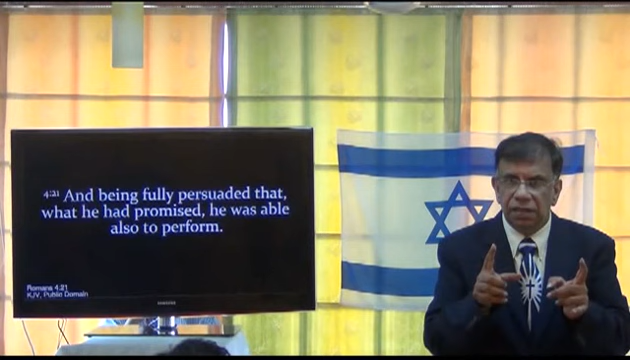 4:21 And being fully persuaded that,
what he had promised, he was able
also to perform.
Romans 4:21
KJV, Public Domain
SAMSUNG